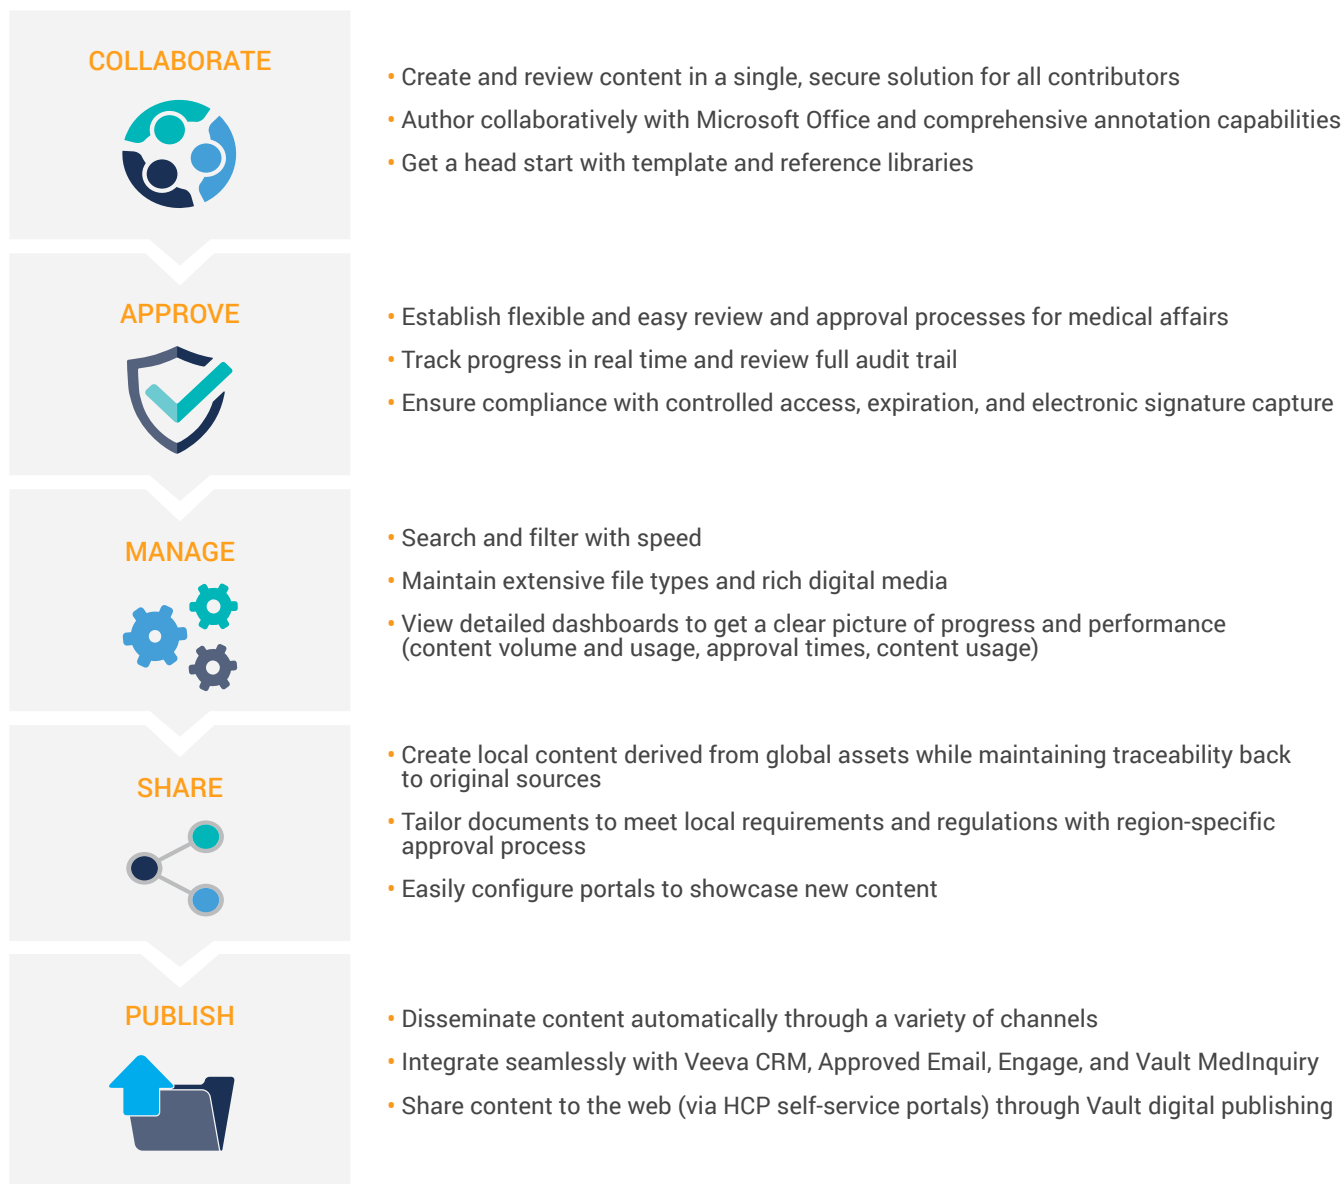 COLLABORATE
• Create and review content in a single, secure solution for all contributors
• Author collaboratively with Microsoft Office and comprehensive annotation capabilities
• Get a head start with template and reference libraries
APPROVE
• Establish flexible and easy review and approval processes for medical affairs
• Track progress in real time and review full audit trail
• Ensure compliance with controlled access, expiration, and electronic signature capture
MANAGE
• Search and filter with speed
• Maintain extensive file types and rich digital media
• View detailed dashboards to get a clear picture of progress and performance
(content volume and usage, approval times, content usage)
SHARE
• Create local content derived from global assets while maintaining traceability back
to original sources
• Tailor documents to meet local requirements and regulations with region-specific
approval process
• Easily configure portals to showcase new content
PUBLISH
• Disseminate content automatically through a variety of channels
• Integrate seamlessly with Veeva CRM, Approved Email, Engage, and Vault MedInquiry
• Share content to the web (via HCP self-service portals) through Vault digital publishing